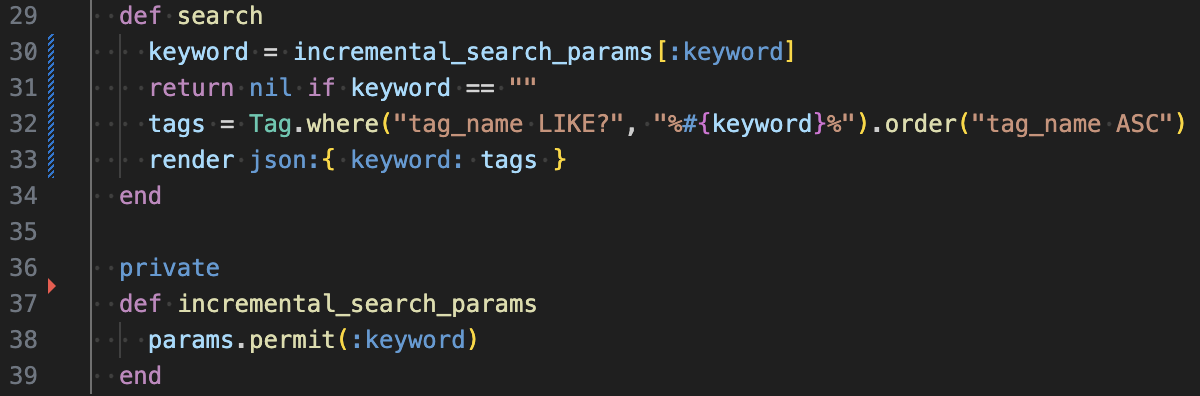 29 def search
30 keyword = incremental_search_params[:keyword]
31 return nil if keyword == ""
32 tags = Tag.where("tag_name LIKE?", "%#{keyword}%").order("tag_name ASC")
33 render json:{ keyword: tags }
34 end
35
36 private
37 def incremental_search_params
38 params.permit(:keyword)
39 end